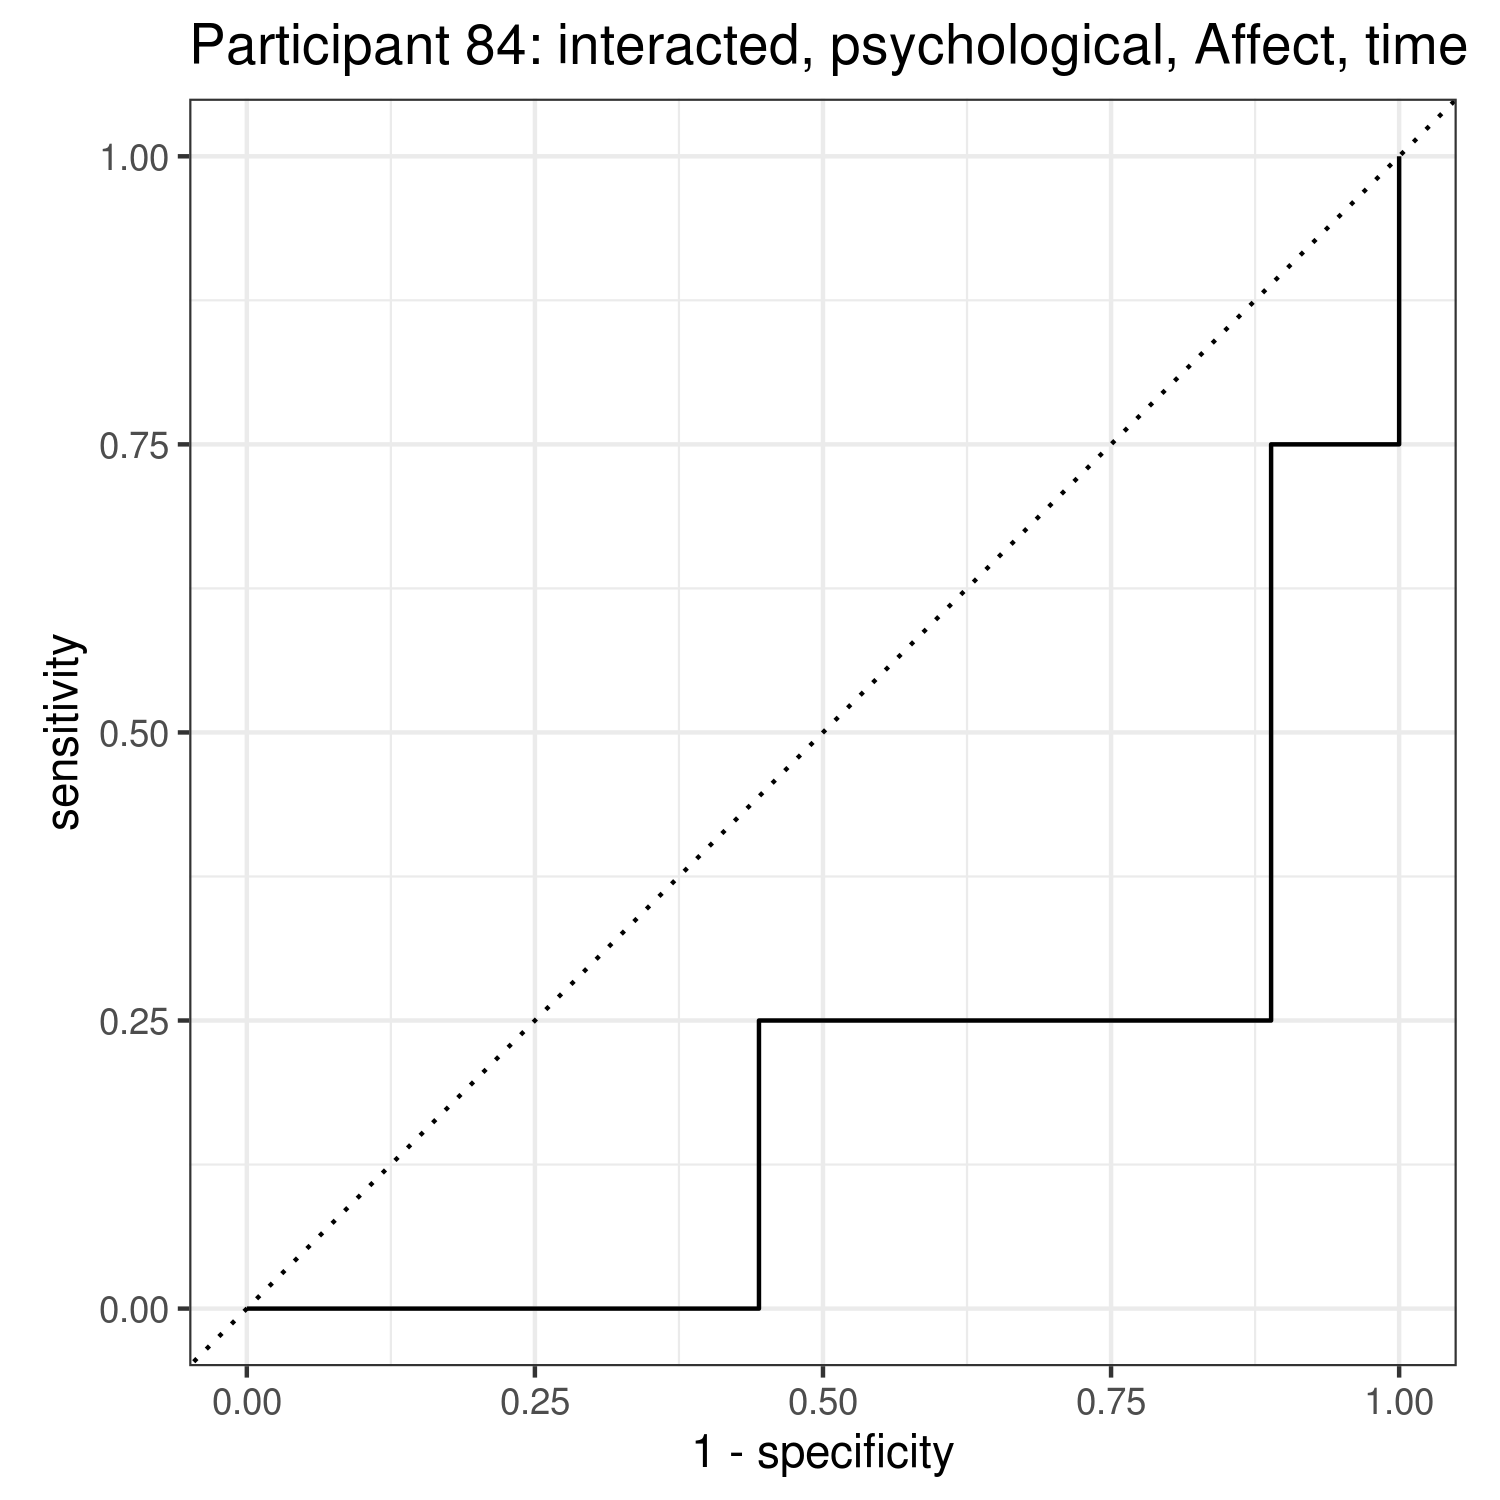 Participant 84: interacted, psychological, Affect, time
1.00
0.75
0.50
0.25
0.00
sensitivity
0.00 0.25 0.50 0.75 1.00
1 - specificity